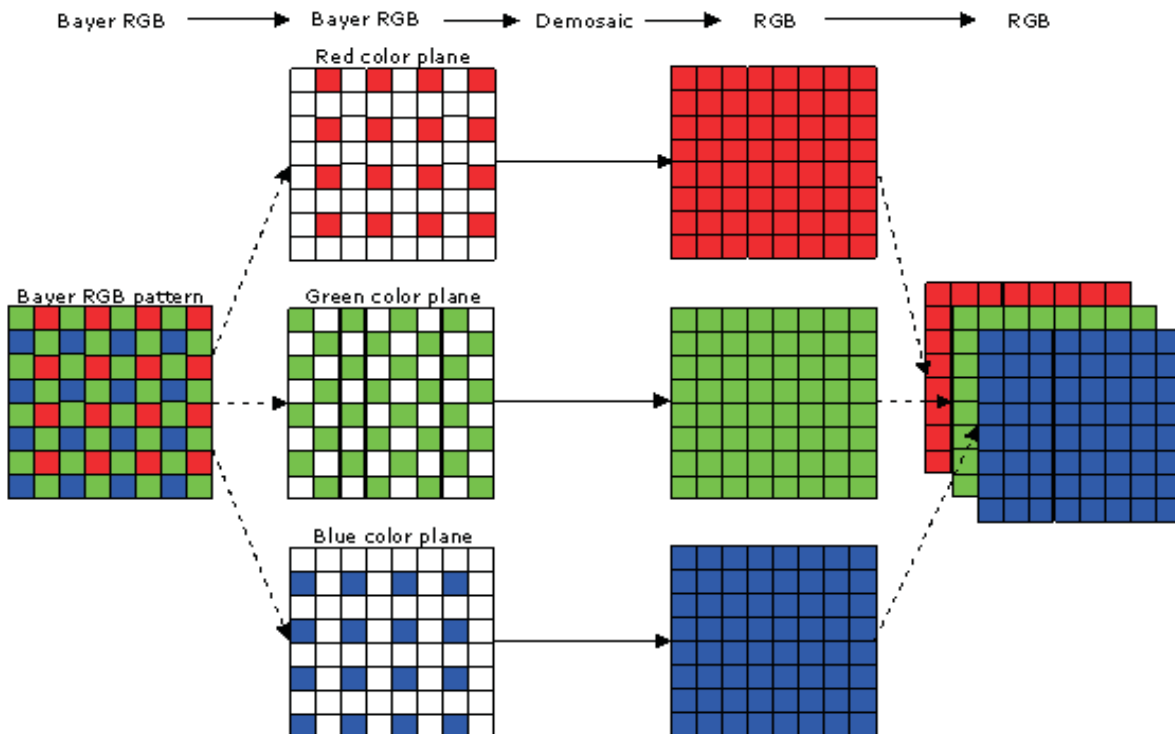 Bayer RGB Bayer RGB Demosaic RGB RGB
Red color plane
Bayer RGB pattern
Green color plane
Blue color plane